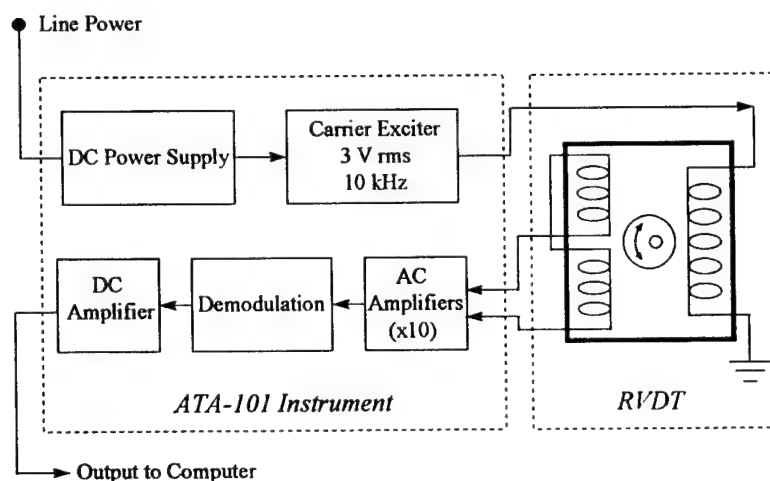 Line Power
DC Power Supply
Carrier Exciter
3 V rms
10 kHz
DC
Amplifier
Demodulation
AC
Amplifiers
(x10)
ATA-101 Instrument
RVDT
Output to Computer